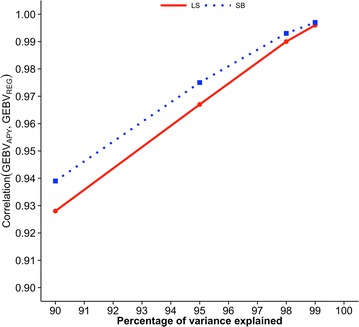 LS SB
1.00
0.99
0.98
0.97
0.96
0.95
0.94
0.93
0.92
0.91
0.90
Correlation(GEBV_APY, GEBV_REG)
90 91 92 93 94 95 96 97 98 99 100
Percentage of variance explained